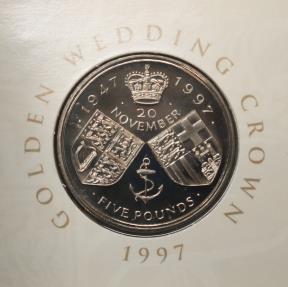 GOLDEN WEDDING CROWN
1947 1997
20
NOVEMBER
FIVE POUNDS
1997